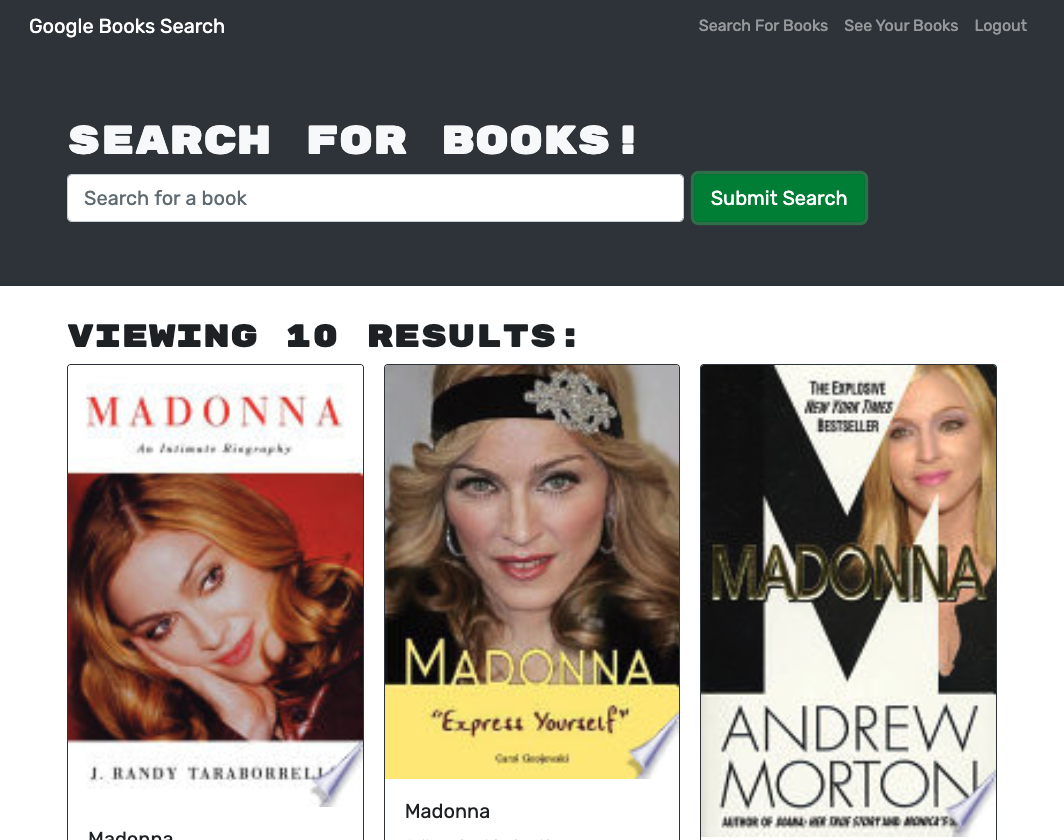 Google Books Search
Search For Books
See Your Books
Logout
SEARCH FOR BOOKS!
Search for a book
Submit Search
VIEWING 10 RESULTS:
MADONNA
An Intimate Biography
J. RANDY TARABORRELLI
Madonna
MADONNA
"Express Yourself"
Carol Gnojewski
Madonna
THE EXPLOSIVE
NEW YORK TIMES
BESTSELLER
MADONNA
ANDREW
MORTON
AUTHOR OF DIANA: HER TRUE STORY AND MONICA'S